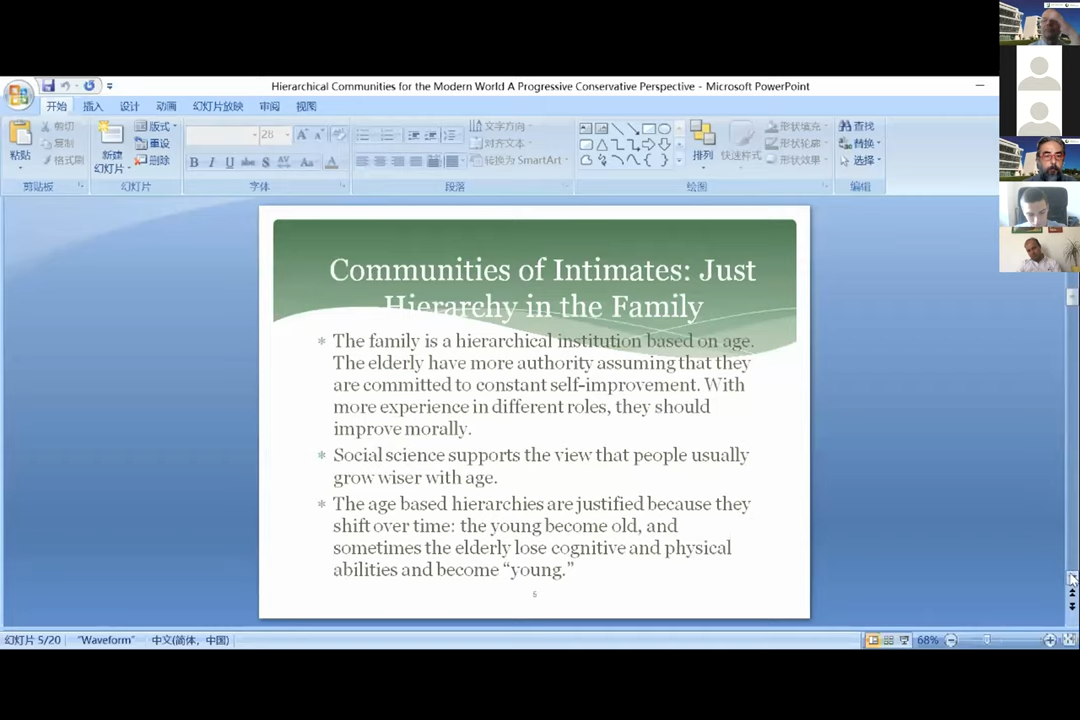 Hierarchical Communities for the Modern World A Progressive Conservative Perspective - Microsoft PowerPoint
开始 插入 设计 动画 幻灯片放映 审阅 视图
剪切
复制
格式刷
粘贴
剪贴板
新建
幻灯片
版式
重设
删除
幻灯片
28
B I U abe S AV Aa A
字体
文字方向
对齐文本
转换为 SmartArt
段落
排列
快速样式
形状填充
形状轮廓
形状效果
绘图
查找
替换
选择
编辑
Communities of Intimates: Just
Hierarchy in the Family
* The family is a hierarchical institution based on age.
The elderly have more authority assuming that they
are committed to constant self-improvement. With
more experience in different roles, they should
improve morally.
* Social science supports the view that people usually
grow wiser with age.
* The age based hierarchies are justified because they
shift over time: the young become old, and
sometimes the elderly lose cognitive and physical
abilities and become “young.”
幻灯片 5/20 "Waveform" 中文(简体，中国) 68%